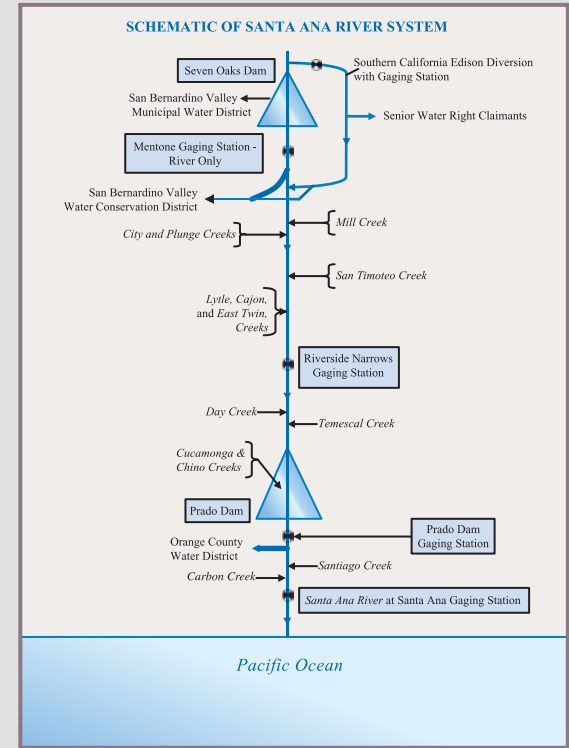 SCHEMATIC OF SANTA ANA RIVER SYSTEM
Seven Oaks Dam
Southern California Edison Diversion
with Gaging Station
San Bernardino Valley
Municipal Water District
Senior Water Right Claimants
Mentone Gaging Station -
River Only
San Bernardino Valley
Water Conservation District
Mill Creek
City and Plunge Creeks
San Timoteo Creek
Lytle, Cajon,
and East Twin,
Creeks
Riverside Narrows
Gaging Station
Day Creek
Temescal Creek
Cucamonga &
Chino Creeks
Prado Dam
Prado Dam
Gaging Station
Orange County
Water District
Santiago Creek
Carbon Creek
Santa Ana River at Santa Ana Gaging Station
Pacific Ocean